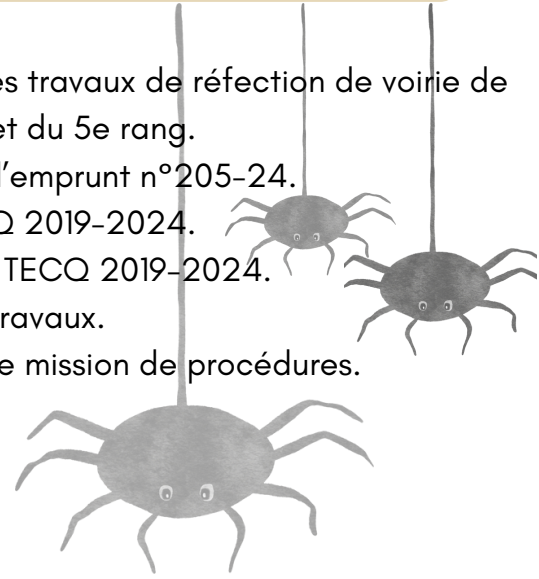 es travaux de réfection de voirie de
et du 5e rang.
l'emprunt n°205-24.
Q 2019-2024.
TECQ 2019-2024.
ravaux.
e mission de procédures.